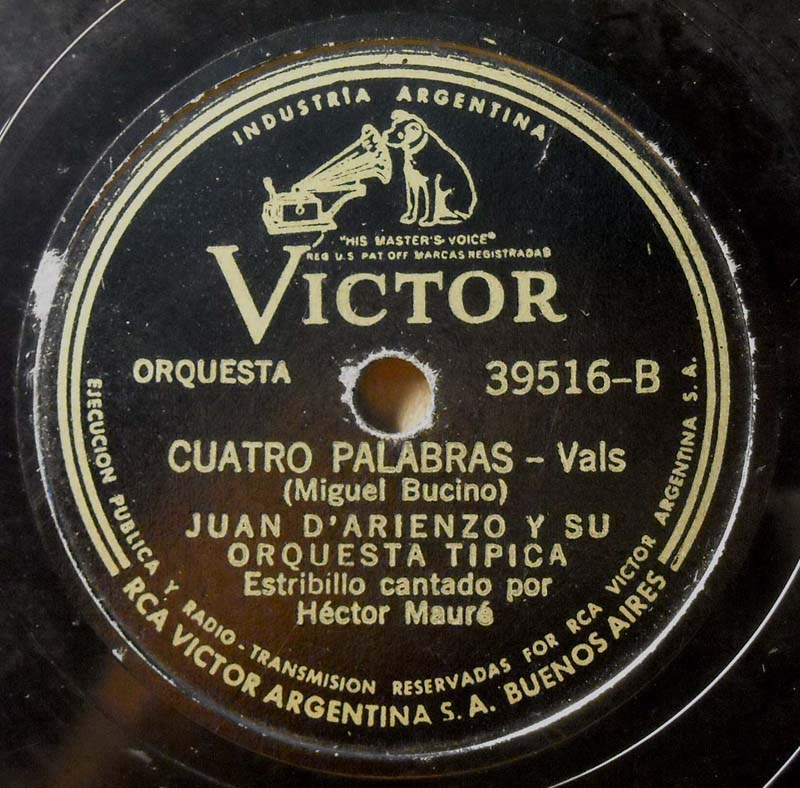 INDUSTRIA ARGENTINA
"HIS MASTER'S VOICE"
REG U.S PAT OFF MARCAS REGISTRADAS
VICTOR
ORQUESTA
39516-B
CUATRO PALABRAS - Vals
(Miguel Bucino)
JUAN D'ARIENZO Y SU
ORQUESTA TIPICA
Estribillo cantado por
Héctor Mauré
EJECUCION PUBLICA Y RADIO-TRANSMISION RESERVADAS FOR RCA VICTOR ARGENTINA S. A.
RCA VICTOR ARGENTINA S. A. BUENOS AIRES